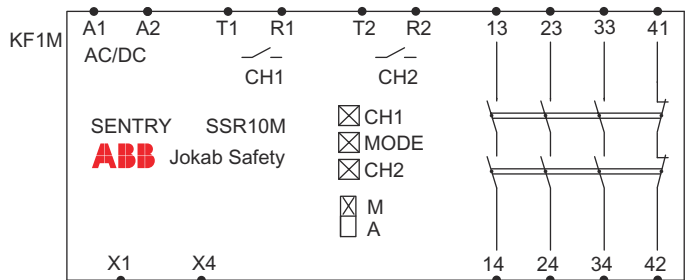 KF1M
A1 A2 T1 R1 T2 R2 13 23 33 41
AC/DC
CH1 CH2
SENTRY SSR10M
ABB Jokab Safety
CH1
MODE
CH2
M
A
X1 X4 14 24 34 42